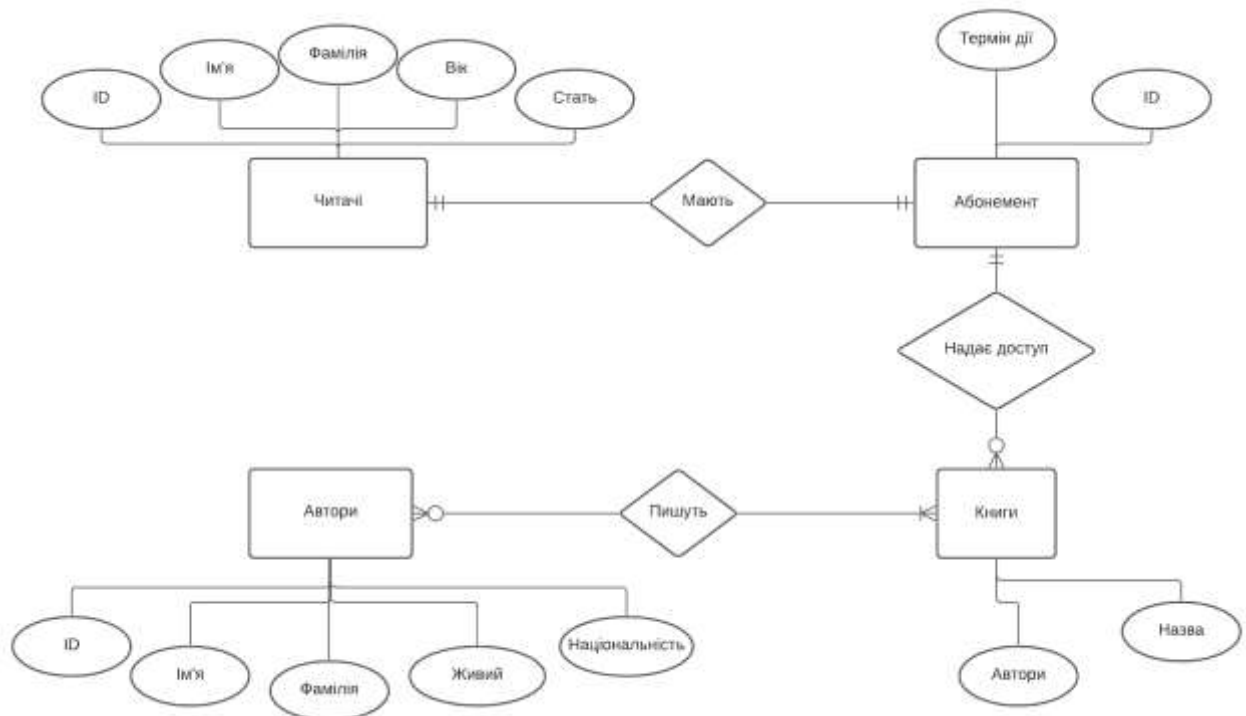 Термін дії
Фамілія
Ім'я
Вік
ID
Стать
ID
Читачі
Мають
Абонемент
Надає доступ
Автори
Пишуть
Книги
ID
Ім'я
Фамілія
Живий
Національність
Автори
Назва